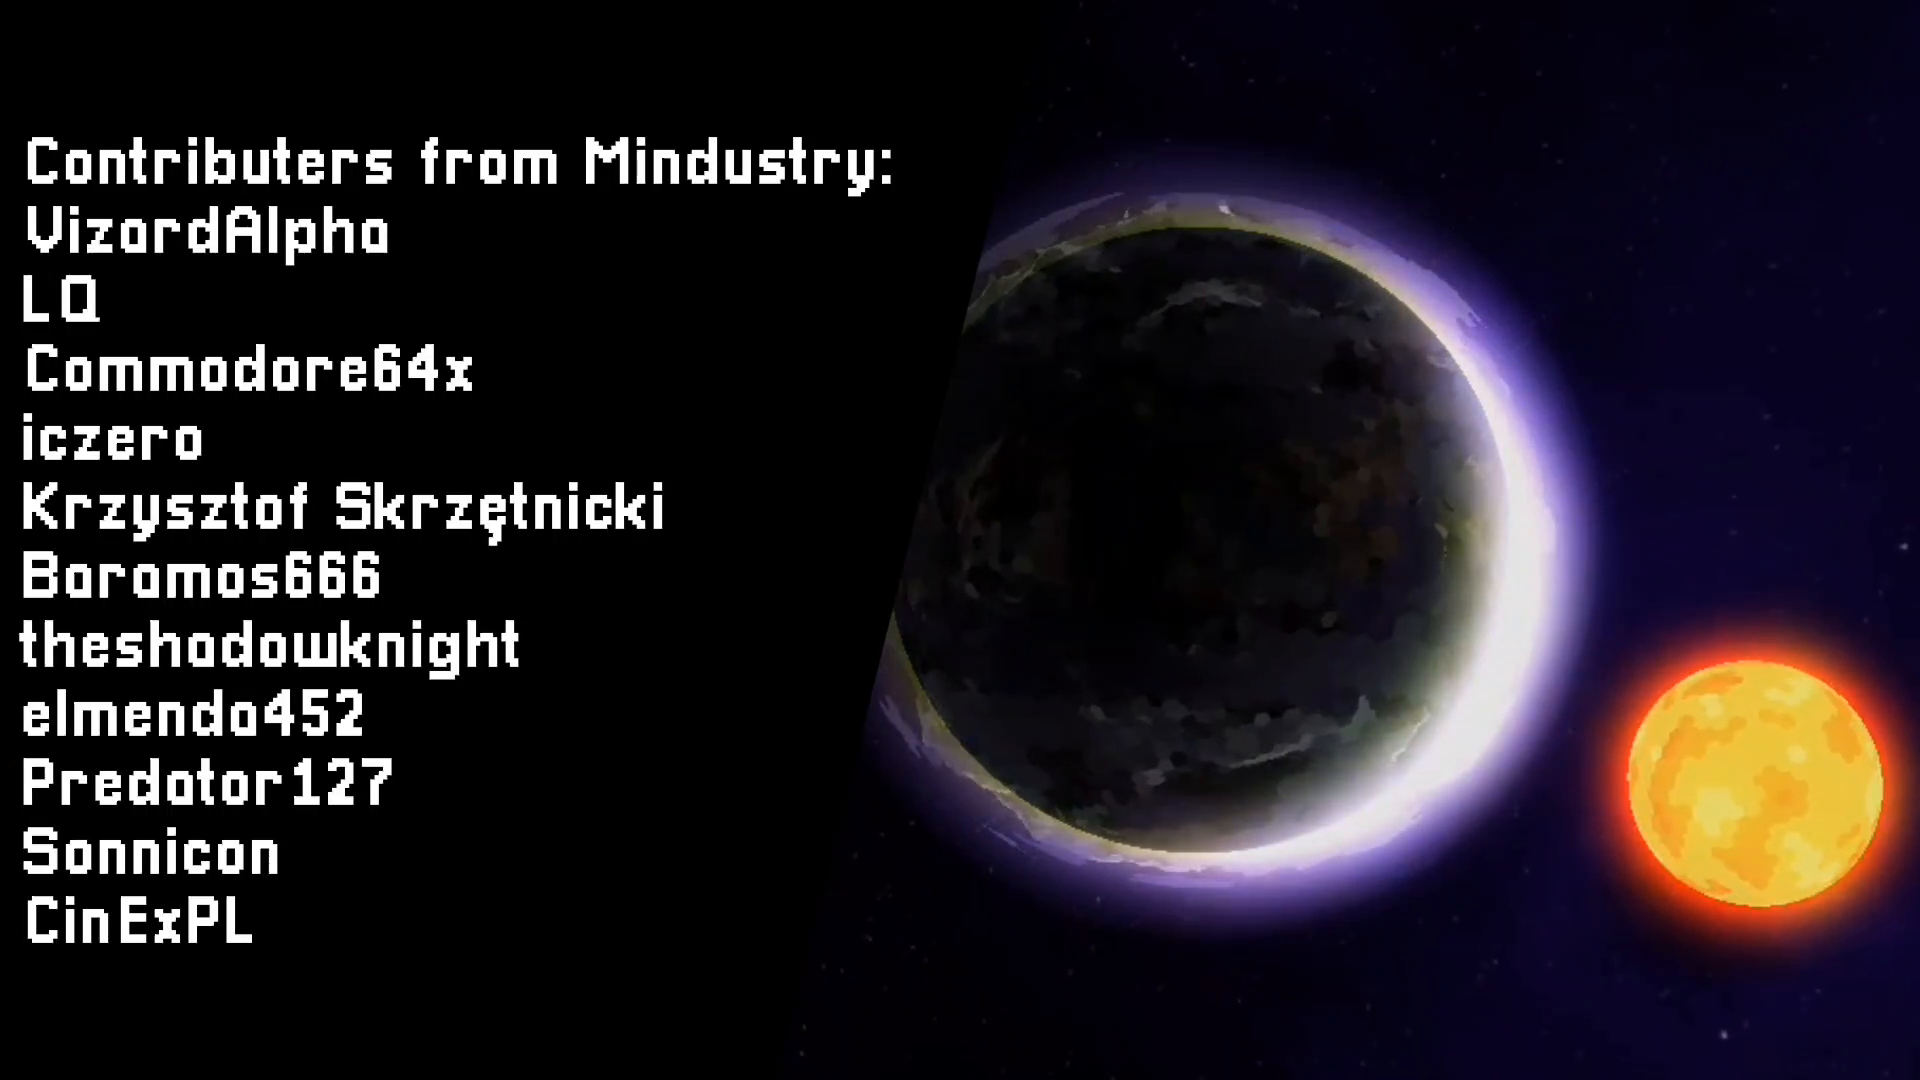 Contributers from Mindustry:
VizardAlpha
LQ
Commodore64x
iczero
Krzysztof Skrzętnicki
Baramos666
theshadowknight
elmenda452
Predator127
Sonnicon
CinExPL